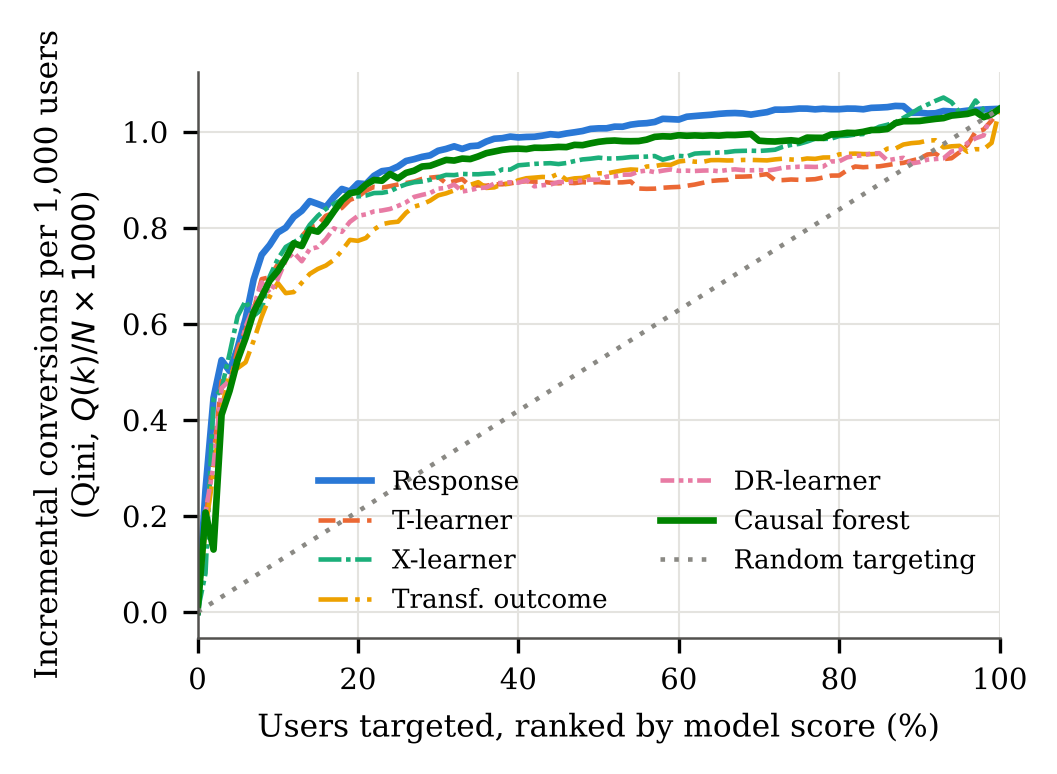 Incremental conversions per 1,000 users
(Qini, Q(k)/N × 1000)
1.0
0.8
0.6
0.4
0.2
0.0
Response
T-learner
X-learner
Transf. outcome
DR-learner
Causal forest
Random targeting
0 20 40 60 80 100
Users targeted, ranked by model score (%)